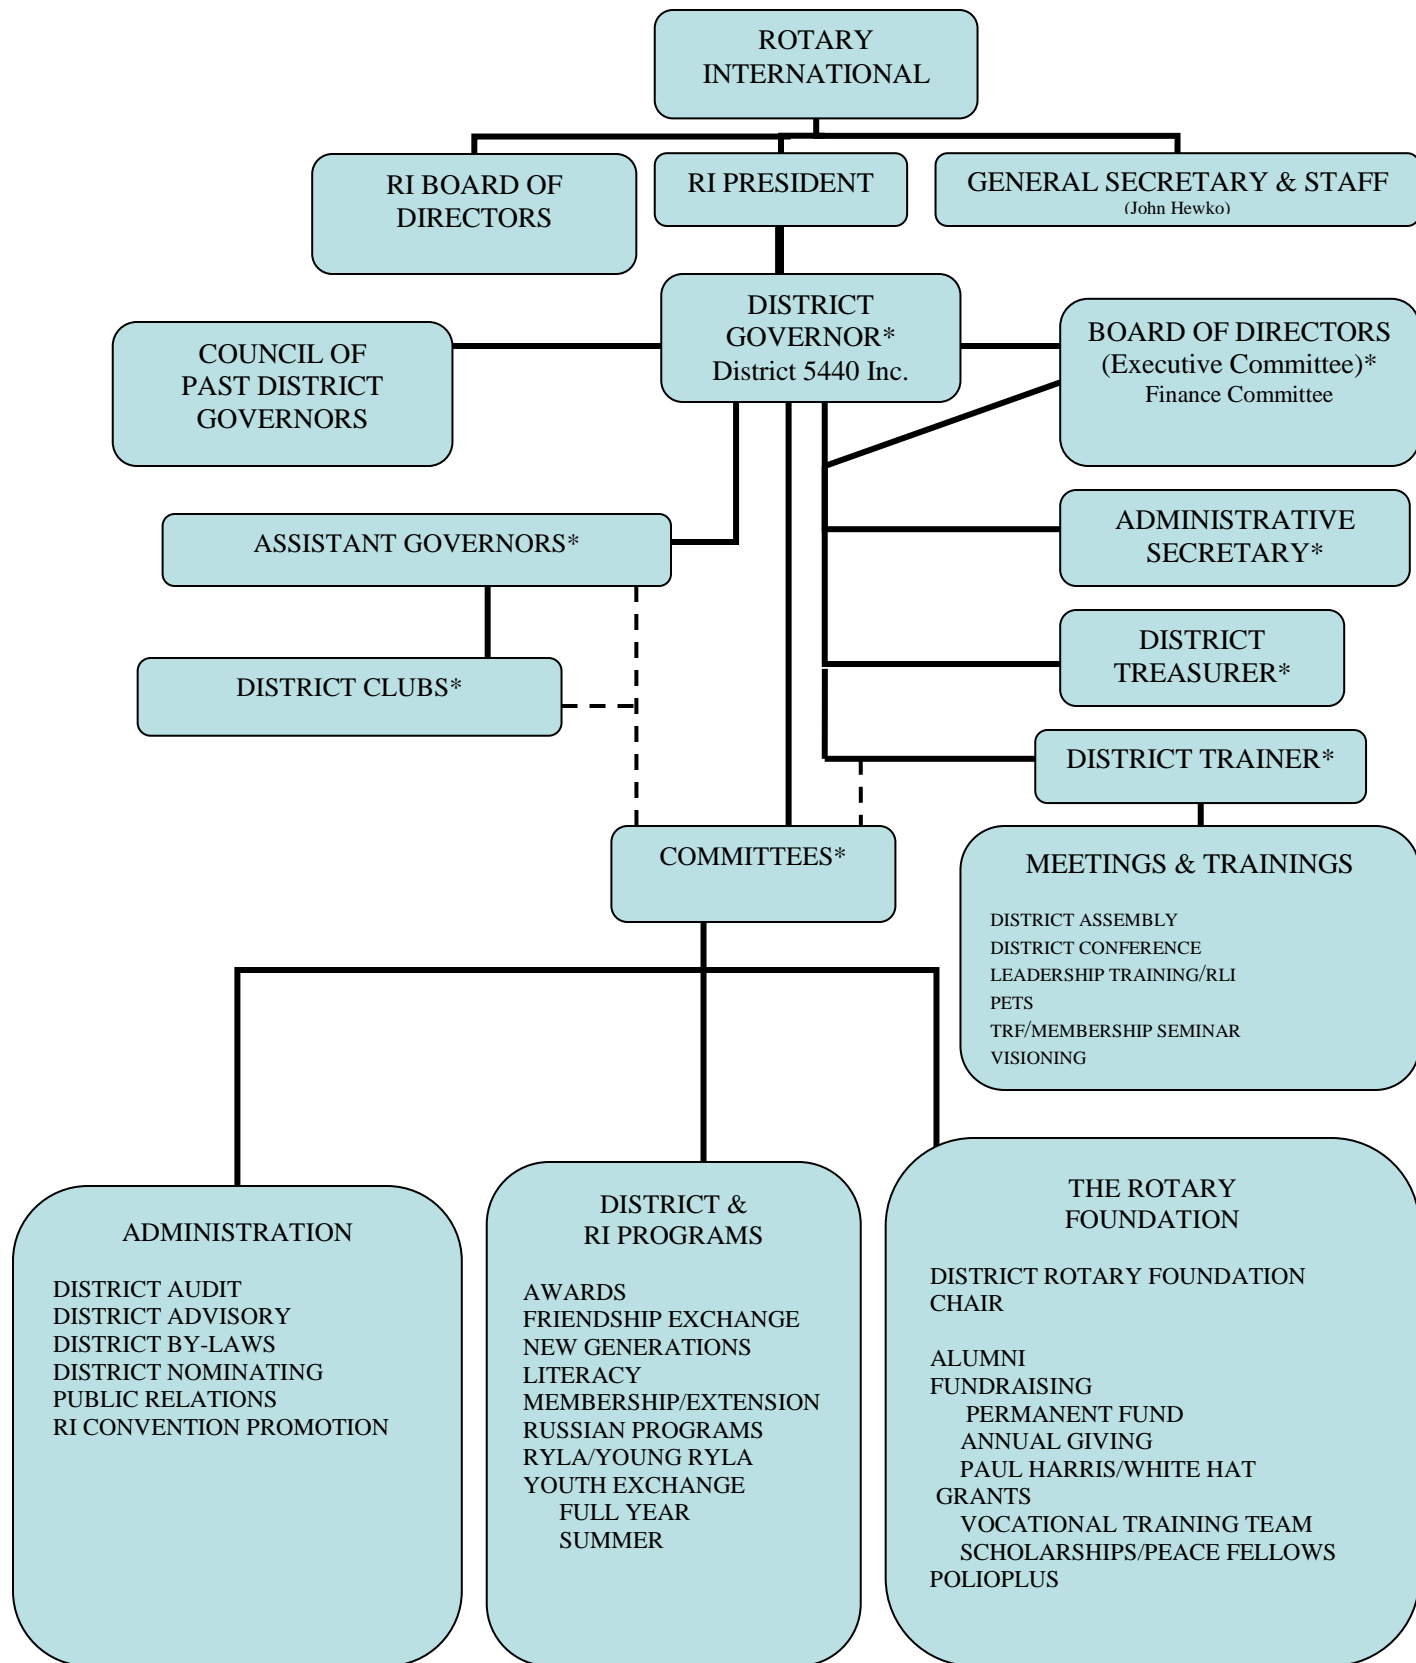 ROTARY
INTERNATIONAL
RI BOARD OF
DIRECTORS
RI PRESIDENT
GENERAL SECRETARY & STAFF
(John Hewko)
DISTRICT
GOVERNOR*
District 5440 Inc.
COUNCIL OF
PAST DISTRICT
GOVERNORS
BOARD OF DIRECTORS
(Executive Committee)*
Finance Committee
ASSISTANT GOVERNORS*
ADMINISTRATIVE
SECRETARY*
DISTRICT CLUBS*
DISTRICT
TREASURER*
DISTRICT TRAINER*
COMMITTEES*
MEETINGS & TRAININGS
DISTRICT ASSEMBLY
DISTRICT CONFERENCE
LEADERSHIP TRAINING/RLI
PETS
TRF/MEMBERSHIP SEMINAR
VISIONING
ADMINISTRATION
DISTRICT AUDIT
DISTRICT ADVISORY
DISTRICT BY-LAWS
DISTRICT NOMINATING
PUBLIC RELATIONS
RI CONVENTION PROMOTION
DISTRICT &
RI PROGRAMS
AWARDS
FRIENDSHIP EXCHANGE
NEW GENERATIONS
LITERACY
MEMBERSHIP/EXTENSION
RUSSIAN PROGRAMS
RYLA/YOUNG RYLA
YOUTH EXCHANGE
FULL YEAR
SUMMER
THE ROTARY
FOUNDATION
DISTRICT ROTARY FOUNDATION
CHAIR
ALUMNI
FUNDRAISING
PERMANENT FUND
ANNUAL GIVING
PAUL HARRIS/WHITE HAT
GRANTS
VOCATIONAL TRAINING TEAM
SCHOLARSHIPS/PEACE FELLOWS
POLIOPLUS